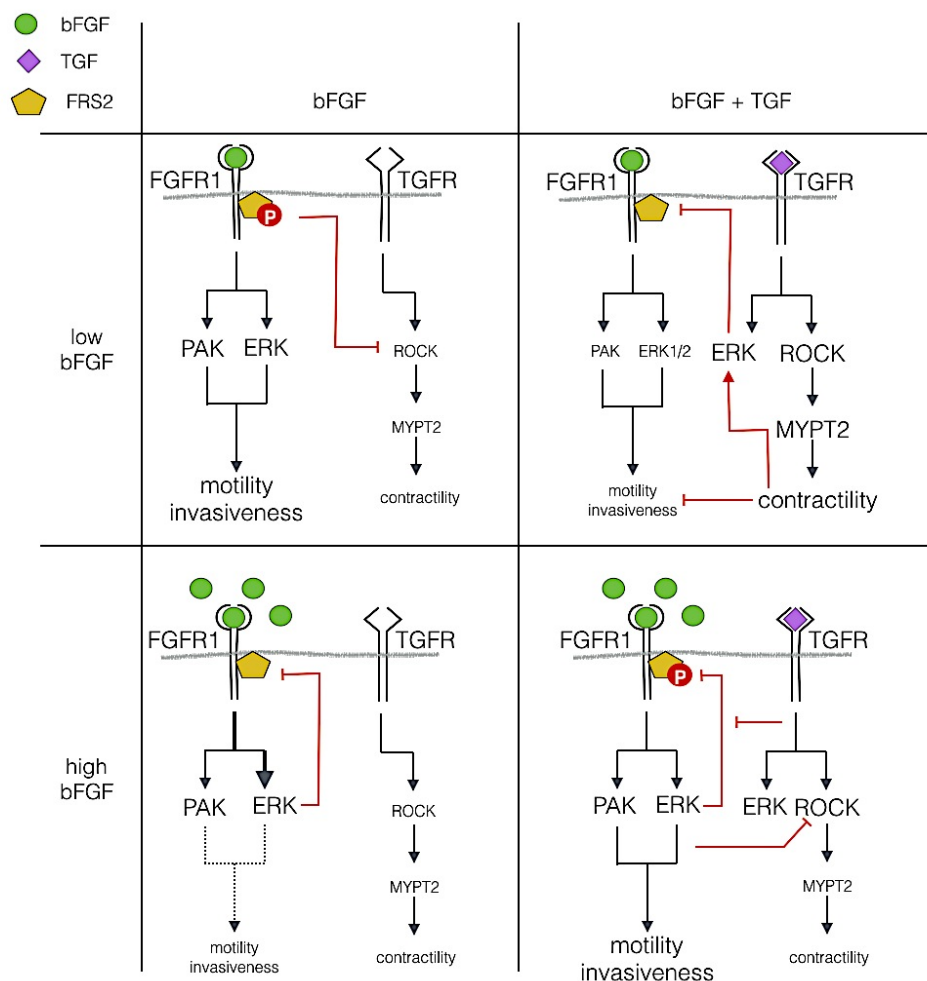 bFGF
TGF
FRS2
bFGF
bFGF + TGF
low
bFGF
FGFR1
TGFR
P
PAK
ERK
ROCK
MYPT2
motility
invasiveness
contractility
FGFR1
TGFR
PAK
ERK1/2
ERK
ROCK
MYPT2
motility
invasiveness
contractility
high
bFGF
FGFR1
TGFR
PAK
ERK
ROCK
MYPT2
motility
invasiveness
contractility
FGFR1
TGFR
P
PAK
ERK
ERK
ROCK
MYPT2
motility
invasiveness
contractility